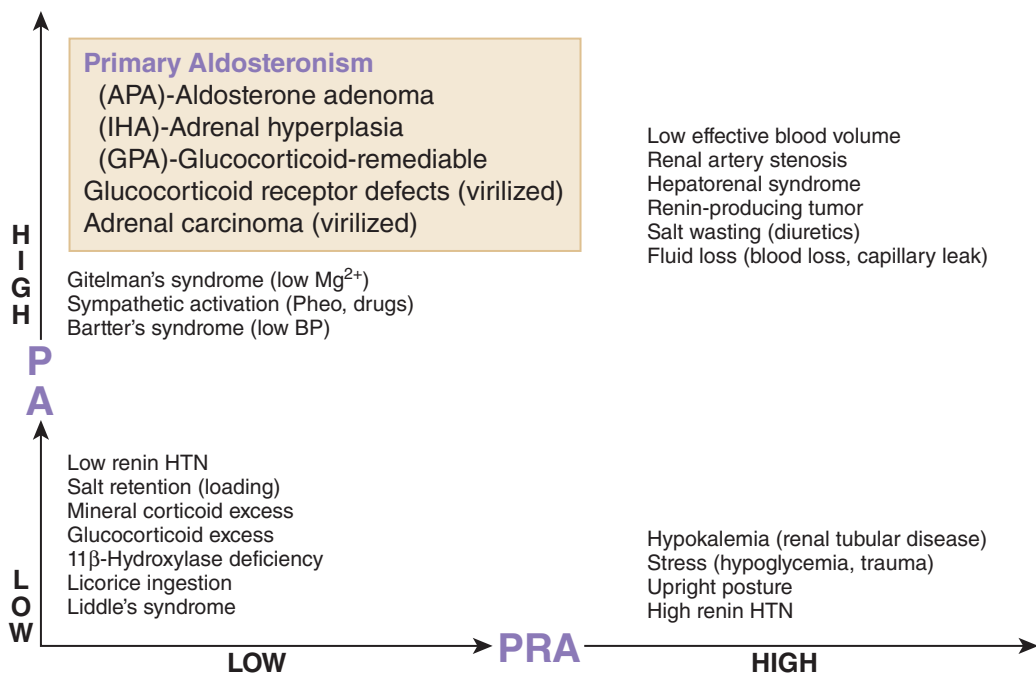 Primary Aldosteronism
(APA)-Aldosterone adenoma
(IHA)-Adrenal hyperplasia
(GPA)-Glucocorticoid-remediable
Glucocorticoid receptor defects (virilized)
Adrenal carcinoma (virilized)
Gitelman's syndrome (low Mg²⁺)
Sympathetic activation (Pheo, drugs)
Bartter's syndrome (low BP)
Low effective blood volume
Renal artery stenosis
Hepatorenal syndrome
Renin-producing tumor
Salt wasting (diuretics)
Fluid loss (blood loss, capillary leak)
HIGH
PA
LOW
Low renin HTN
Salt retention (loading)
Mineral corticoid excess
Glucocorticoid excess
11β-Hydroxylase deficiency
Licorice ingestion
Liddle's syndrome
Hypokalemia (renal tubular disease)
Stress (hypoglycemia, trauma)
Upright posture
High renin HTN
LOW
PRA
HIGH